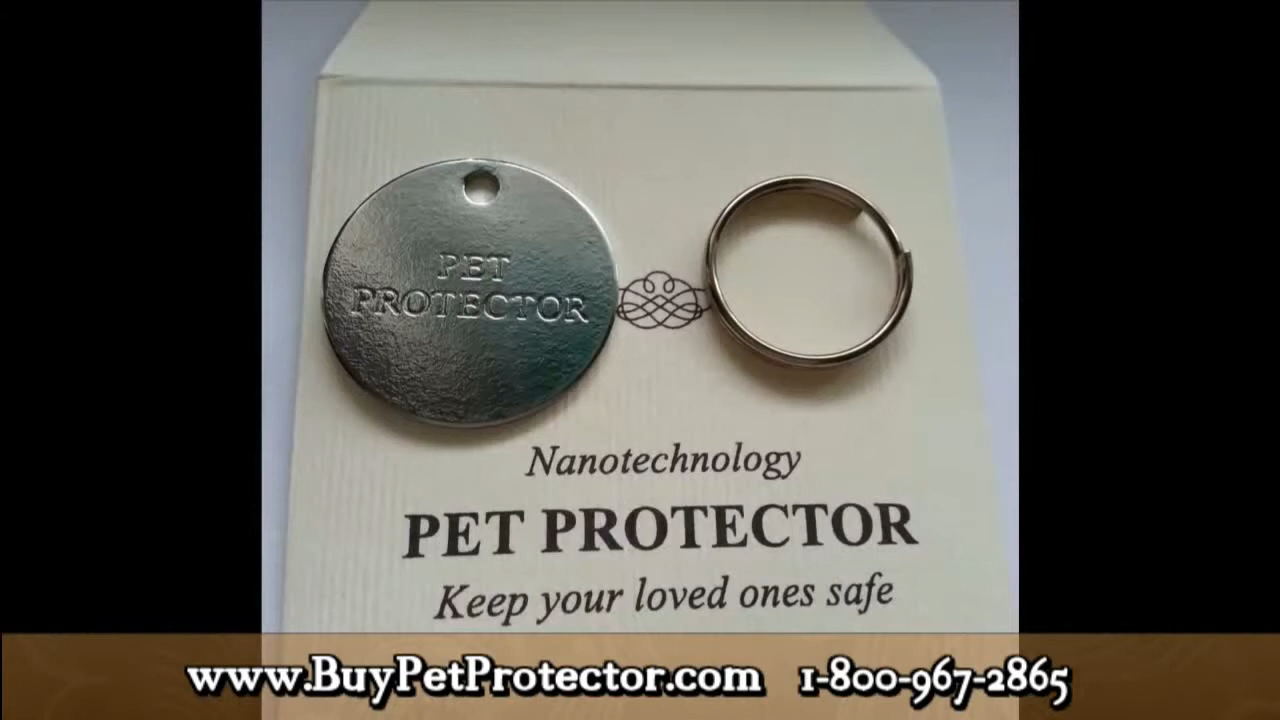 PET
PROTECTOR
Nanotechnology
PET PROTECTOR
Keep your loved ones safe
www.BuyPetProtector.com 1-800-967-2865